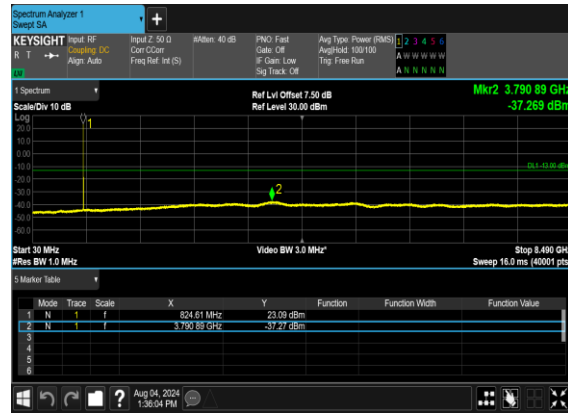 Spectrum Analyzer 1
Swept SA
KEYSIGHT Input: RF Input Z: 50 Ω #Atten: 40 dB PNO: Fast Avg Type: Power (RMS) 1 2 3 4 5 6
R T Coupling: DC Corr CCorr Gate: Off Avg|Hold: 100/100 A W W W W W
Align: Auto Freq Ref: Int (S) IF Gain: Low Trig: Free Run
LW Sig Track: Off A N N N N N
1 Spectrum Ref Lvl Offset 7.50 dB Mkr2 3.790 89 GHz
Scale/Div 10 dB Ref Level 30.00 dBm -37.269 dBm
Log
1
20.0
10.0
0.00
-10.0 DL1 -13.00 dBm
-20.0
-30.0 2
-40.0
-50.0
-60.0
Start 30 MHz Video BW 3.0 MHz* Stop 8.490 GHz
#Res BW 1.0 MHz Sweep 16.0 ms (40001 pts)
5 Marker Table
Mode Trace Scale X Y Function Function Width Function Value
1 N 1 f 824.61 MHz 23.09 dBm
2 N 1 f 3.790 89 GHz -37.27 dBm
3
4
5
6
Aug 04, 2024
1:36:04 PM